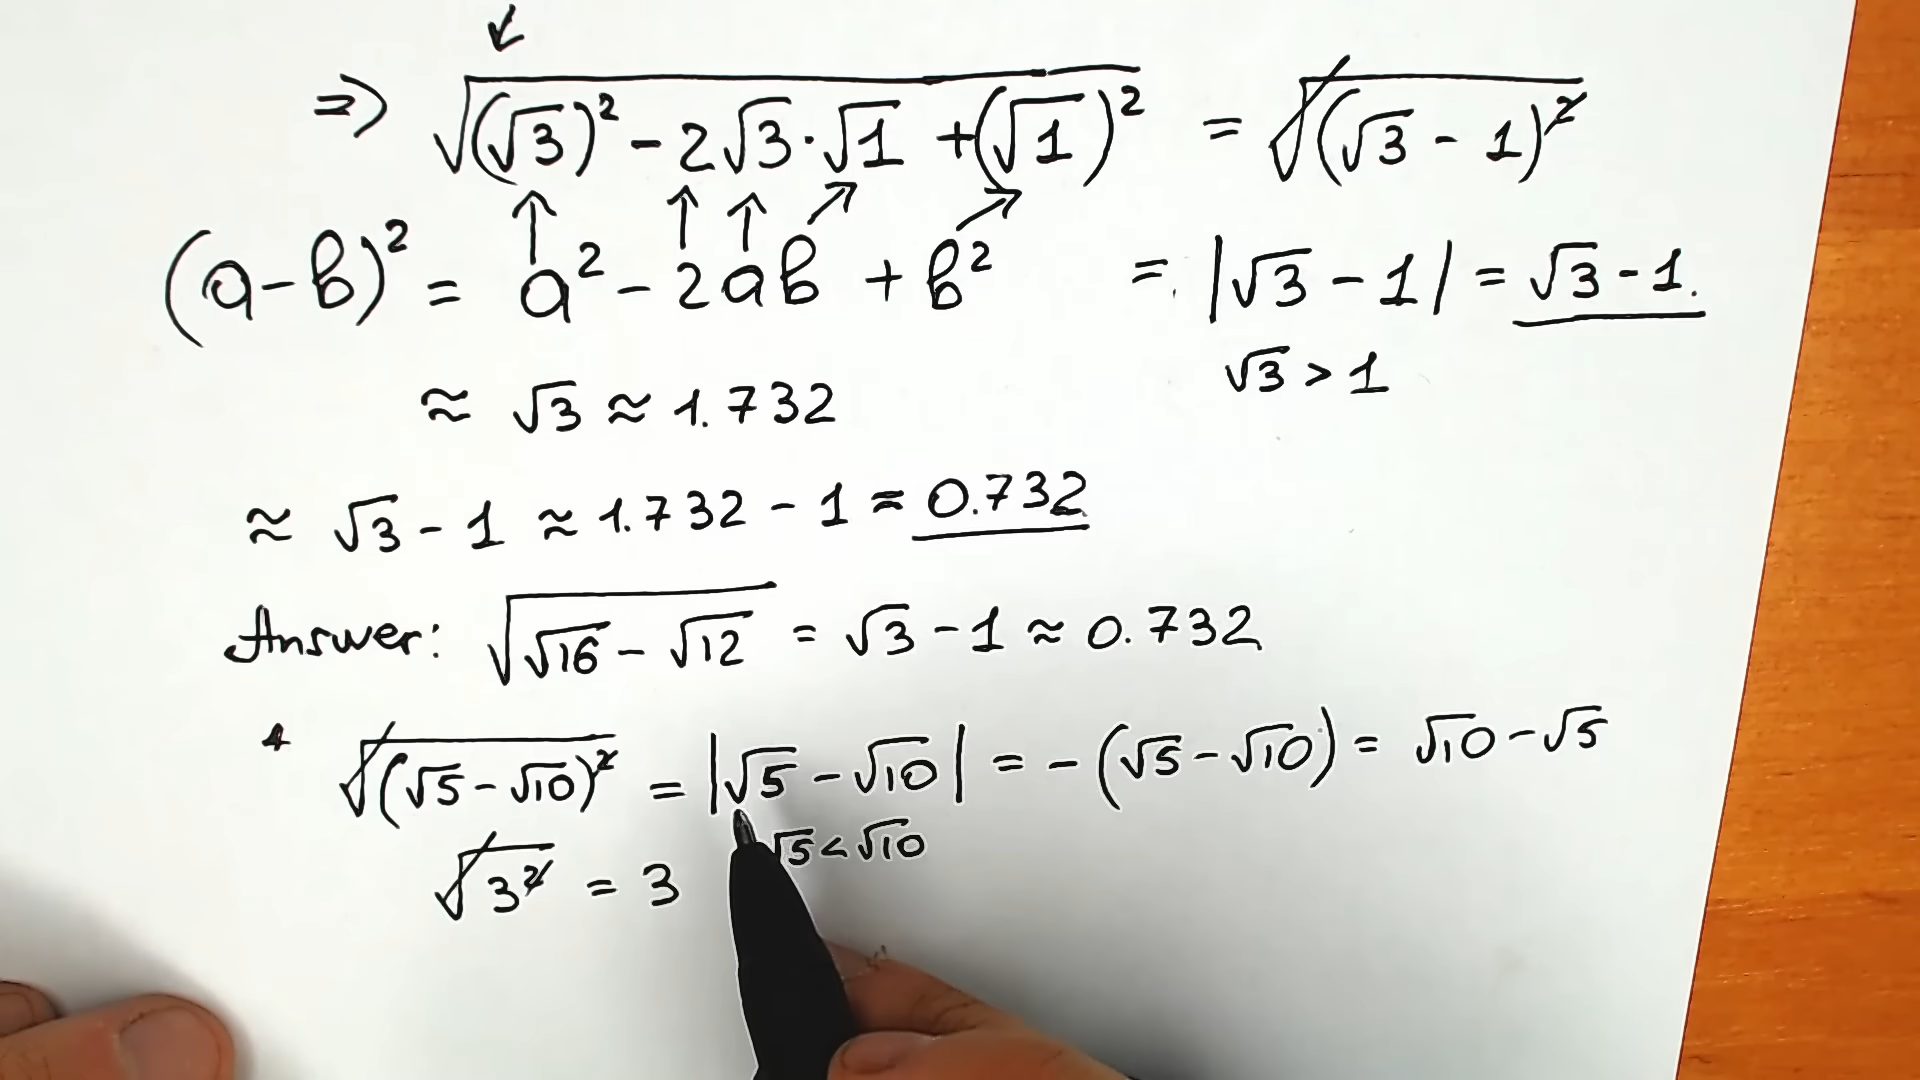 ⇒ √((√3)² - 2√3·√1 + (√1)²) = √((√3 - 1)²)
(a-b)² = a² - 2ab + b² = |√3 - 1| = √3 - 1.
√3 > 1
≈ √3 ≈ 1.732
≈ √3 - 1 ≈ 1.732 - 1 = 0.732
Answer: √(√16 - √12) = √3 - 1 ≈ 0.732
√((√5 - √10)²) = |√5 - √10| = -(√5 - √10) = √10 - √5
√5 < √10
√(3²) = 3